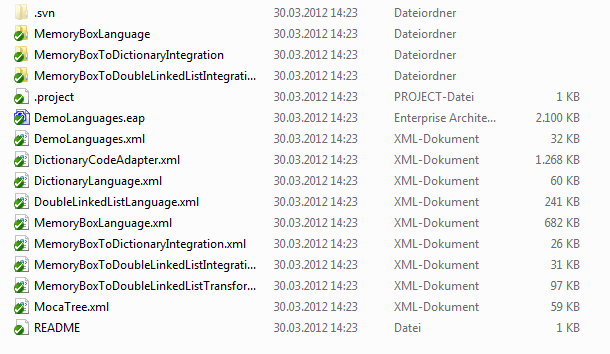 .svn 30.03.2012 14:23 Dateiordner
MemoryBoxLanguage 30.03.2012 14:23 Dateiordner
MemoryBoxToDictionaryIntegration 30.03.2012 14:23 Dateiordner
MemoryBoxToDoubleLinkedListIntegrati... 30.03.2012 14:23 Dateiordner
.project 30.03.2012 14:23 PROJECT-Datei 1 KB
DemoLanguages.eap 30.03.2012 14:23 Enterprise Archite... 2.100 KB
DemoLanguages.xml 30.03.2012 14:23 XML-Dokument 32 KB
DictionaryCodeAdapter.xml 30.03.2012 14:23 XML-Dokument 1.268 KB
DictionaryLanguage.xml 30.03.2012 14:23 XML-Dokument 60 KB
DoubleLinkedListLanguage.xml 30.03.2012 14:23 XML-Dokument 241 KB
MemoryBoxLanguage.xml 30.03.2012 14:23 XML-Dokument 682 KB
MemoryBoxToDictionaryIntegration.xml 30.03.2012 14:23 XML-Dokument 26 KB
MemoryBoxToDoubleLinkedListIntegrati... 30.03.2012 14:23 XML-Dokument 31 KB
MemoryBoxToDoubleLinkedListTransfor... 30.03.2012 14:23 XML-Dokument 97 KB
MocaTree.xml 30.03.2012 14:23 XML-Dokument 59 KB
README 30.03.2012 14:23 Datei 1 KB